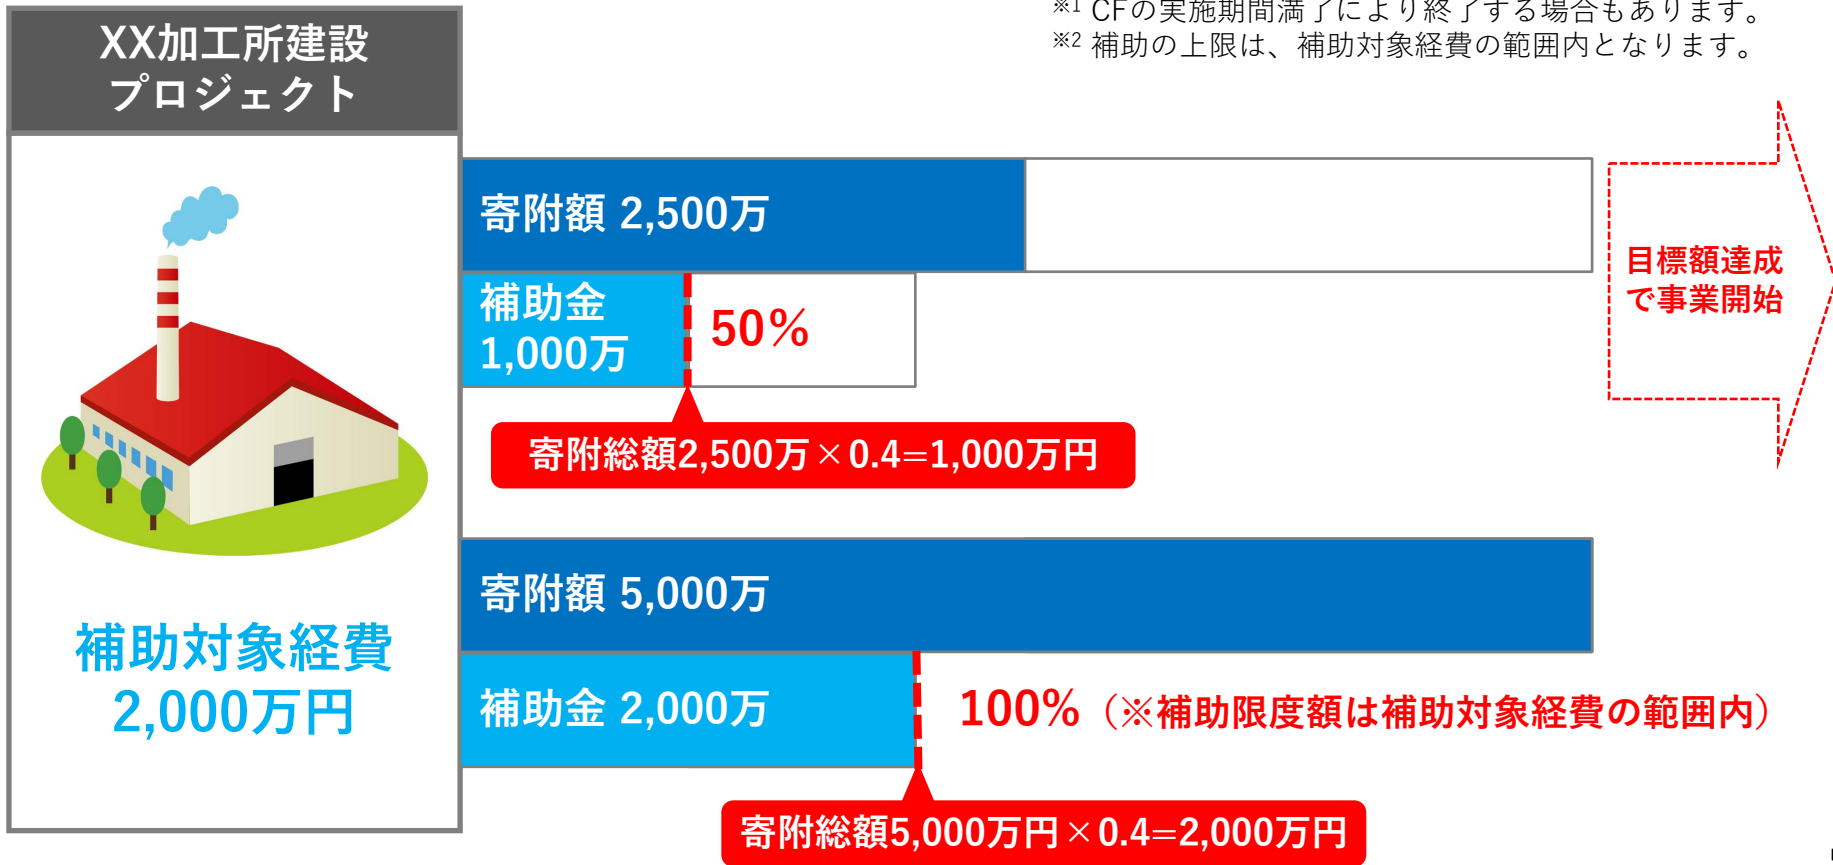 ※1 CFの実施期間満了により終了する場合もあります。
※2 補助の上限は、補助対象経費の範囲内となります。
XX加工所建設
プロジェクト
寄附額 2,500万
補助金
1,000万
50%
寄附総額2,500万×0.4=1,000万円
目標額達成
で事業開始
補助対象経費
2,000万円
寄附額 5,000万
補助金 2,000万
100%（※補助限度額は補助対象経費の範囲内）
寄附総額5,000万円×0.4=2,000万円